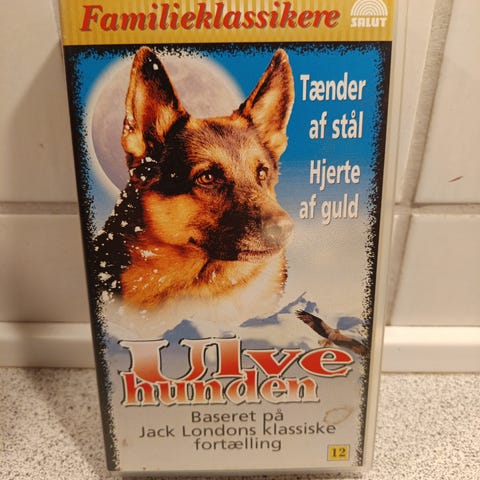 Familieklassikere
SALUT
Tænder
af stål
Hjerte
af guld
Ulve
hunden
Baseret på
Jack Londons klassiske
fortælling
12